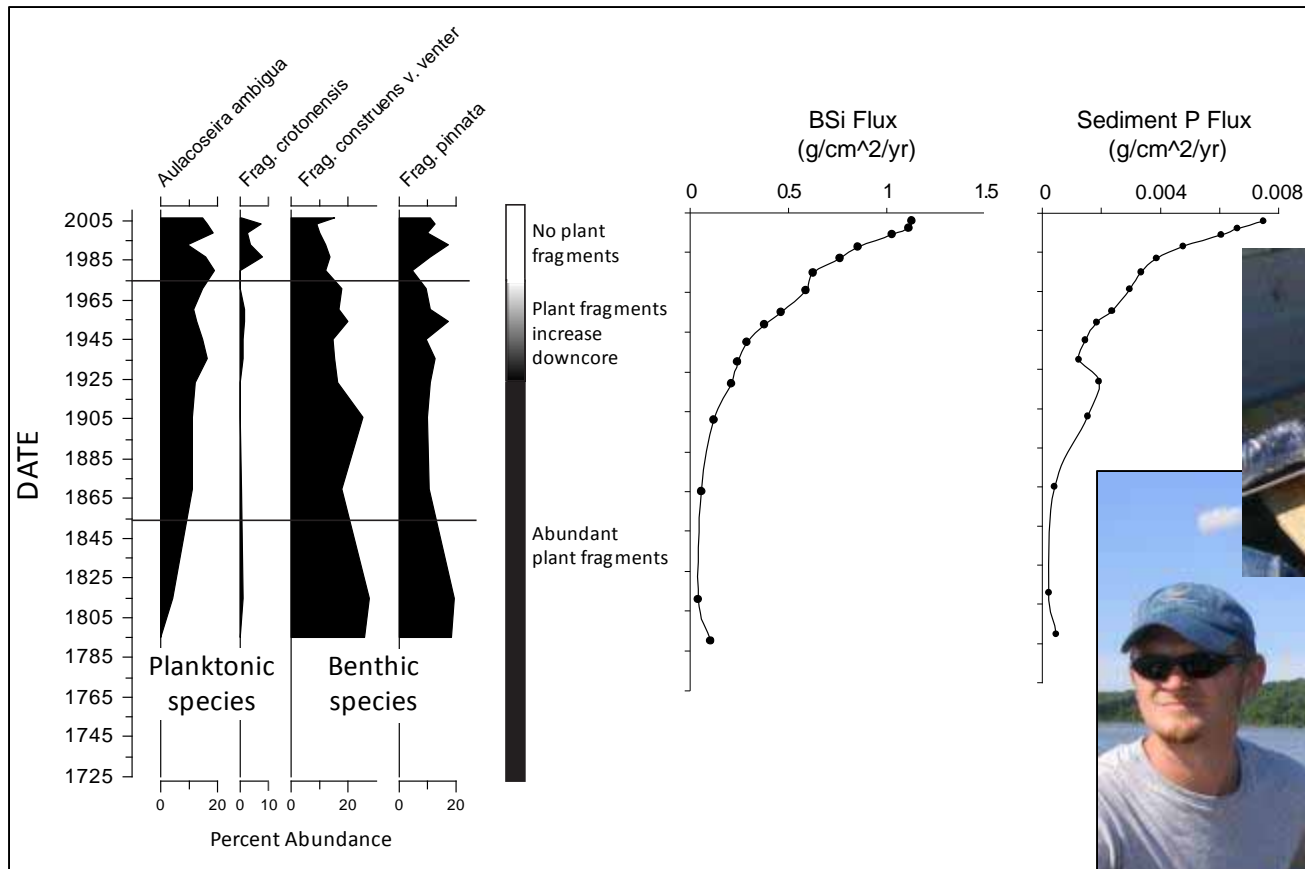 Aulacoseira ambigua
Frag. crotonensis
Frag. construens v. venter
Frag. pinnata
BSi Flux
(g/cm^2/yr)
Sediment P Flux
(g/cm^2/yr)
0
0.5
1
1.5
0
0.004
0.008
DATE
2005
1985
1965
1945
1925
1905
1885
1865
1845
1825
1805
1785
1765
1745
1725
No plant
fragments
Plant fragments
increase
downcore
Abundant
plant fragments
Planktonic
species
Benthic
species
0
20
0
10
0
20
0
20
Percent Abundance